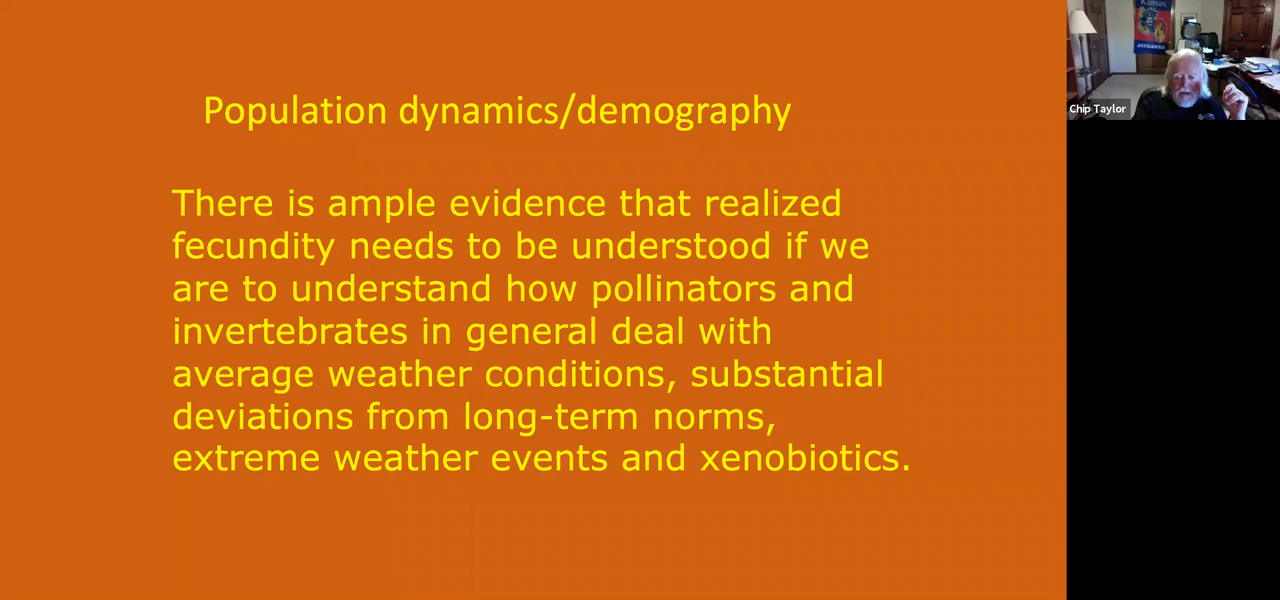 Population dynamics/demography
There is ample evidence that realized
fecundity needs to be understood if we
are to understand how pollinators and
invertebrates in general deal with
average weather conditions, substantial
deviations from long-term norms,
extreme weather events and xenobiotics.
Kansas
JAYHAWKS
Chip Taylor